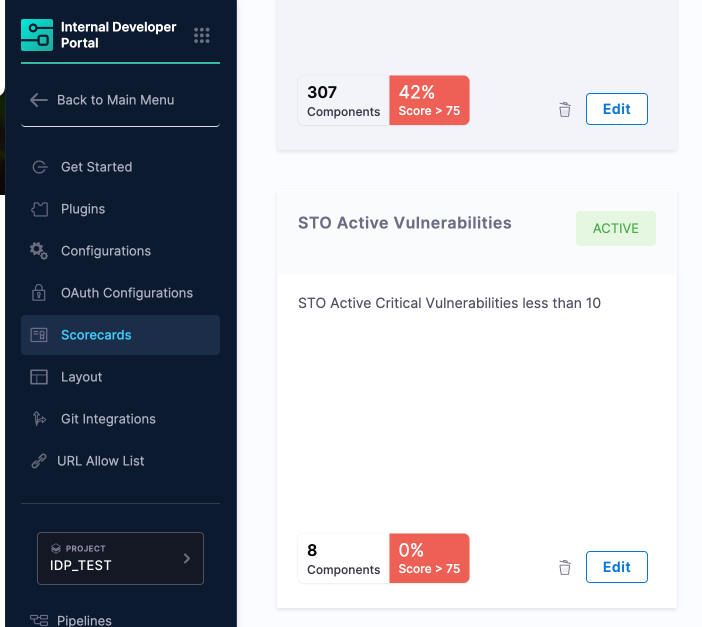 Internal Developer
Portal
Back to Main Menu
Get Started
Plugins
Configurations
OAuth Configurations
Scorecards
Layout
Git Integrations
URL Allow List
PROJECT
IDP_TEST
Pipelines
307
Components
42%
Score > 75
Edit
STO Active Vulnerabilities
ACTIVE
STO Active Critical Vulnerabilities less than 10
8
Components
0%
Score > 75
Edit